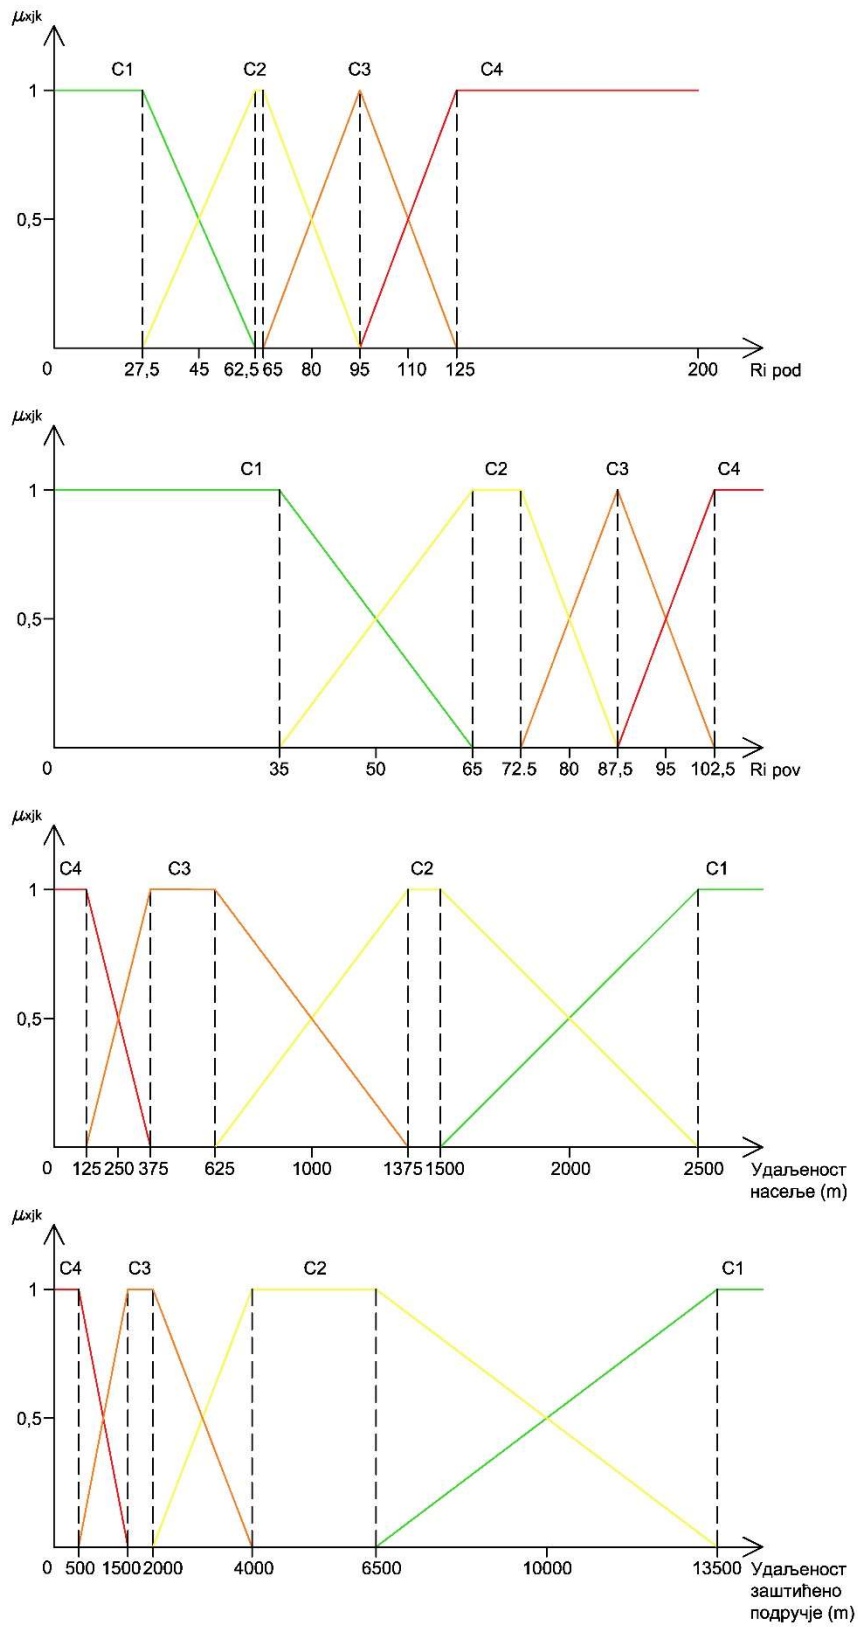 μxjk
C1 C2 C3 C4
1
0,5
0 27,5 45 62,5 65 80 95 110 125 200 Ri pod
μxjk
C1 C2 C3 C4
1
0,5
0 35 50 65 72.5 80 87,5 95 102,5 Ri pov
μxjk
C4 C3 C2 C1
1
0,5
0 125 250 375 625 1000 1375 1500 2000 2500 Удаљеност
насеље (m)
μxjk
C4 C3 C2 C1
1
0,5
0 500 1500 2000 4000 6500 10000 13500 Удаљеност
заштићено
подручје (m)